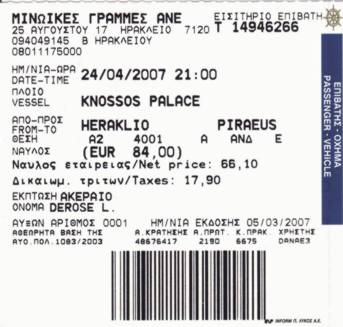 ΜΙΝΩΙΚΕΣ ΓΡΑΜΜΕΣ ΑΝΕ ΕΙΣΙΤΗΡΙΟ ΕΠΙΒΑΤΗ
25 ΑΥΓΟΥΣΤΟΥ 17 ΗΡΑΚΛΕΙΟ 7120 T 14946266
094049145 Β ΗΡΑΚΛΕΙΟΥ
08011175000
ΗΜ/ΝΙΑ-ΩΡΑ
DATE-TIME 24/04/2007 21:00
ΠΛΟΙΟ
VESSEL KNOSSOS PALACE
ΑΠΟ-ΠΡΟΣ
FROM-TO HERAKLIO PIRAEUS
ΘΕΣΗ A2 4001 Α ΑΝΔ Ε
ΝΑΥΛΟΣ (EUR 84,00)
Ναυλος εταιρειας/Net price: 66,10
Δικαιωμ. τριτων/Taxes: 17,90
ΕΚΠΤΑΣΗ ΑΚΕΡΑΙΟ
ΟΝΟΜΑ DEROSE L.
ΑΥΞΩΝ ΑΡΙΘΜΟΣ 0001 ΗΜ/ΝΙΑ ΕΚΔΟΣΗΣ 05/03/2007
ΑΘΕΩΡΗΤΑ ΒΑΣΗ ΤΗΣ Α.ΚΡΑΤΗΣΗΣ Α.ΠΡΩΤ. Κ.ΠΡΑΚ ΧΡΗΣΤΗΣ
ΑΥΟ.ΠΟΛ.1083/2003 48676417 2190 6675 DANAE3
ΕΠΙΒΑΤΗΣ - ΟΧΗΜΑ
PASSENGER - VEHICLE
INFORM Π. ΛΥΚΟΣ Α.Ε.